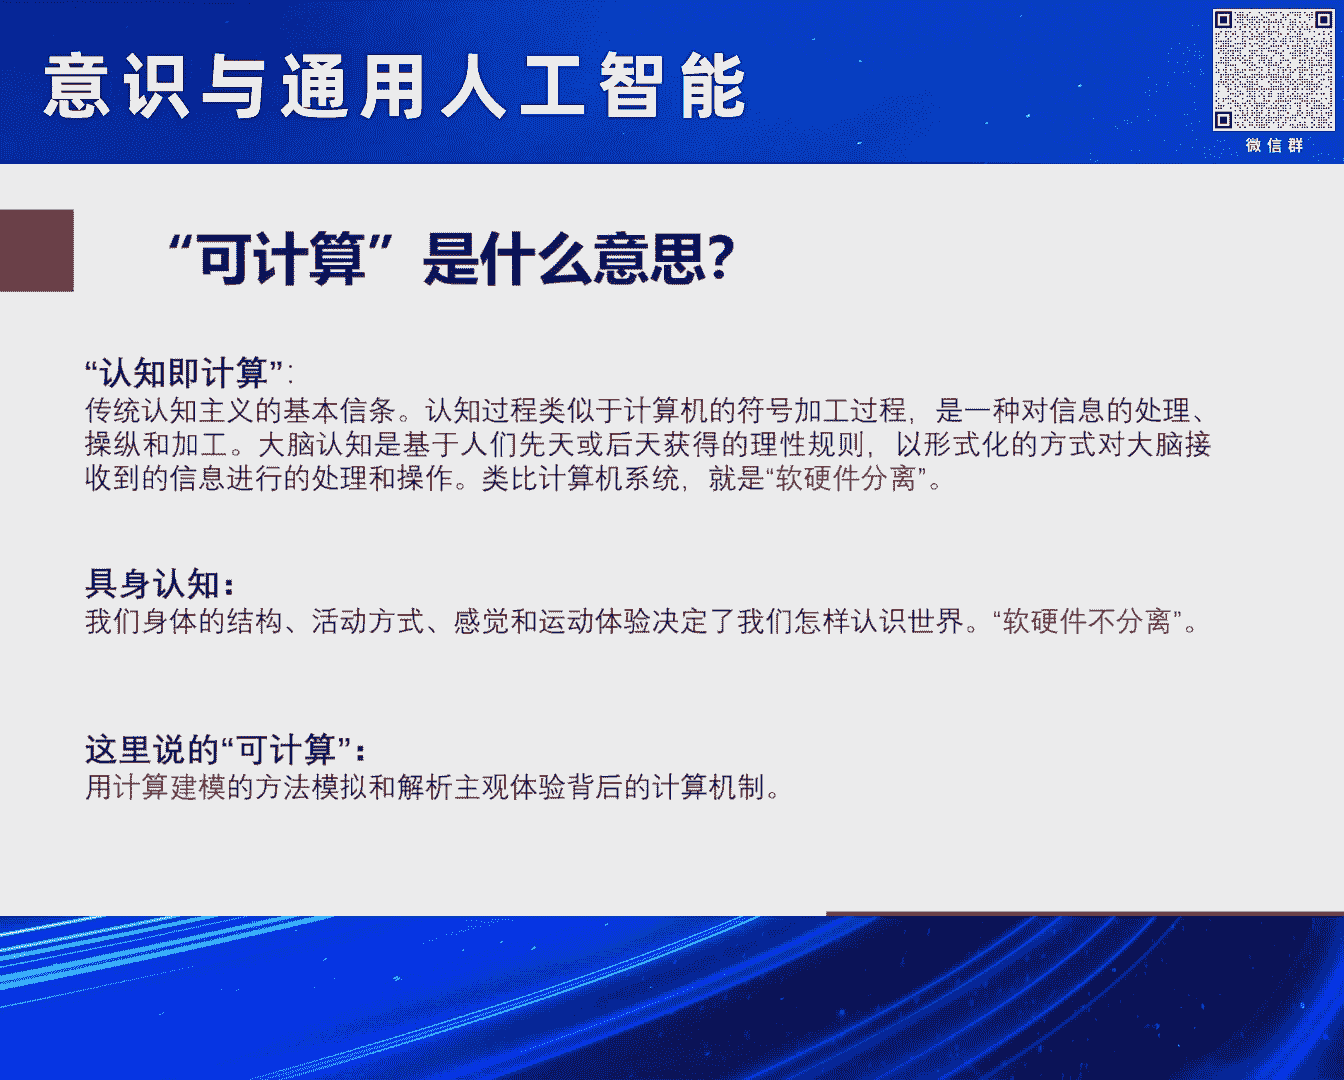 意识与通用人工智能
微信群
“可计算”是什么意思？
“认知即计算”：
传统认知主义的基本信条。认知过程类似于计算机的符号加工过程，是一种对信息的处理、
操纵和加工。大脑认知是基于人们先天或后天获得的理性规则，以形式化的方式对大脑接
收到的信息进行的处理和操作。类比计算机系统，就是“软硬件分离”。
具身认知：
我们身体的结构、活动方式、感觉和运动体验决定了我们怎样认识世界。“软硬件不分离”。
这里说的“可计算”：
用计算建模的方法模拟和解析主观体验背后的计算机制。